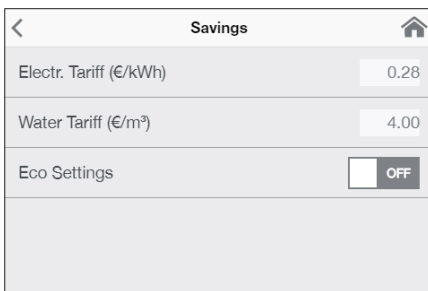 Savings
Electr. Tariff (€/kWh) 0.28
Water Tariff (€/m³) 4.00
Eco Settings OFF